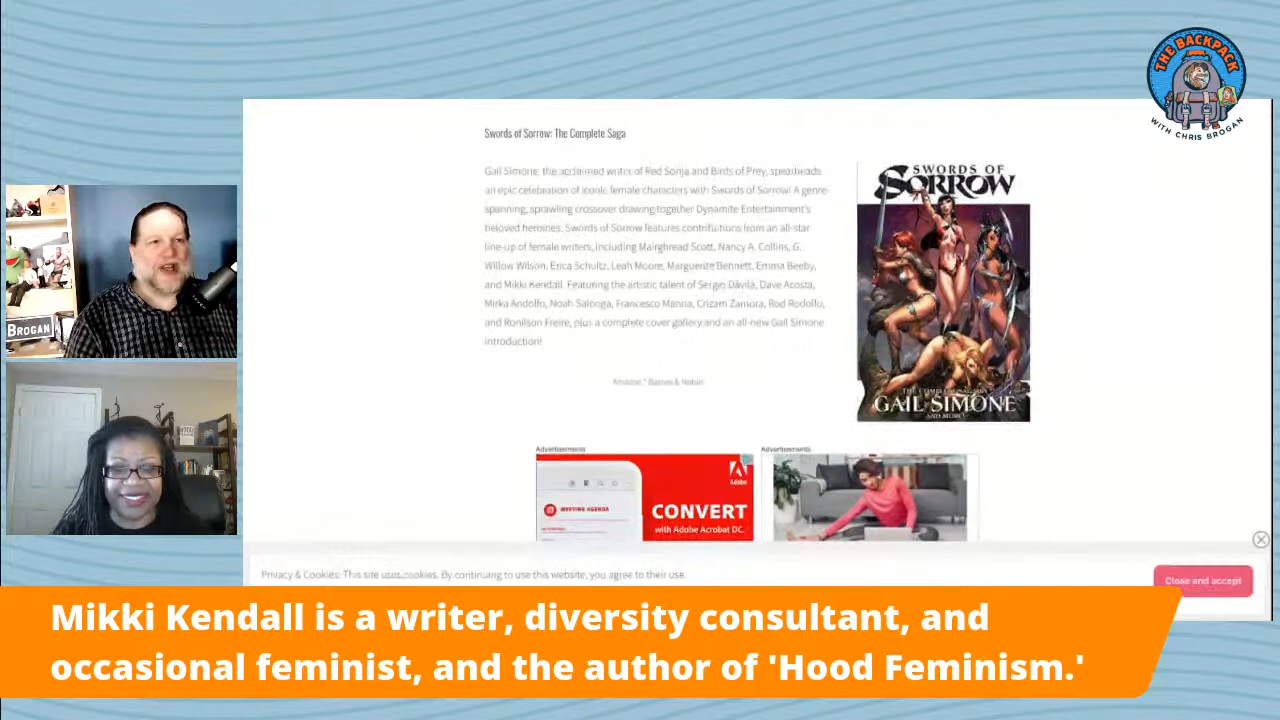 THE BACKPACK
WITH CHRIS BROGAN
Swords of Sorrow: The Complete Saga
Gail Simone, the acclaimed writer of Red Sonja and Birds of Prey, spearheads
an epic celebration of iconic female characters with Swords of Sorrow! A genre-
spanning, sprawling crossover drawing together Dynamite Entertainment's
beloved heroines. Swords of Sorrow features contributions from an all-star
line-up of female writers, including Mairghread Scott, Nancy A. Collins, G.
Willow Wilson, Erica Schultz, Leah Moore, Marguerite Bennett, Emma Beeby,
and Mikki Kendall. Featuring the artistic talent of Sergio Dávila, Dave Acosta,
Mirka Andolfo, Noah Salonga, Francesco Manna, Crizam Zamora, Rod Rodolfo,
and Ronilson Freire, plus a complete cover gallery and an all-new Gail Simone
introduction!
SWORDS OF
SORROW
THE COMPLETE SAGA
GAIL SIMONE
AND MORE!
Amazon * Barnes & Noble
BROGAN
Advertisements
Advertisements
Adobe
MEETING AGENDA
CONVERT
with Adobe Acrobat DC.
Privacy & Cookies: This site uses cookies. By continuing to use this website, you agree to their use.
Close and accept
Mikki Kendall is a writer, diversity consultant, and
occasional feminist, and the author of 'Hood Feminism.'